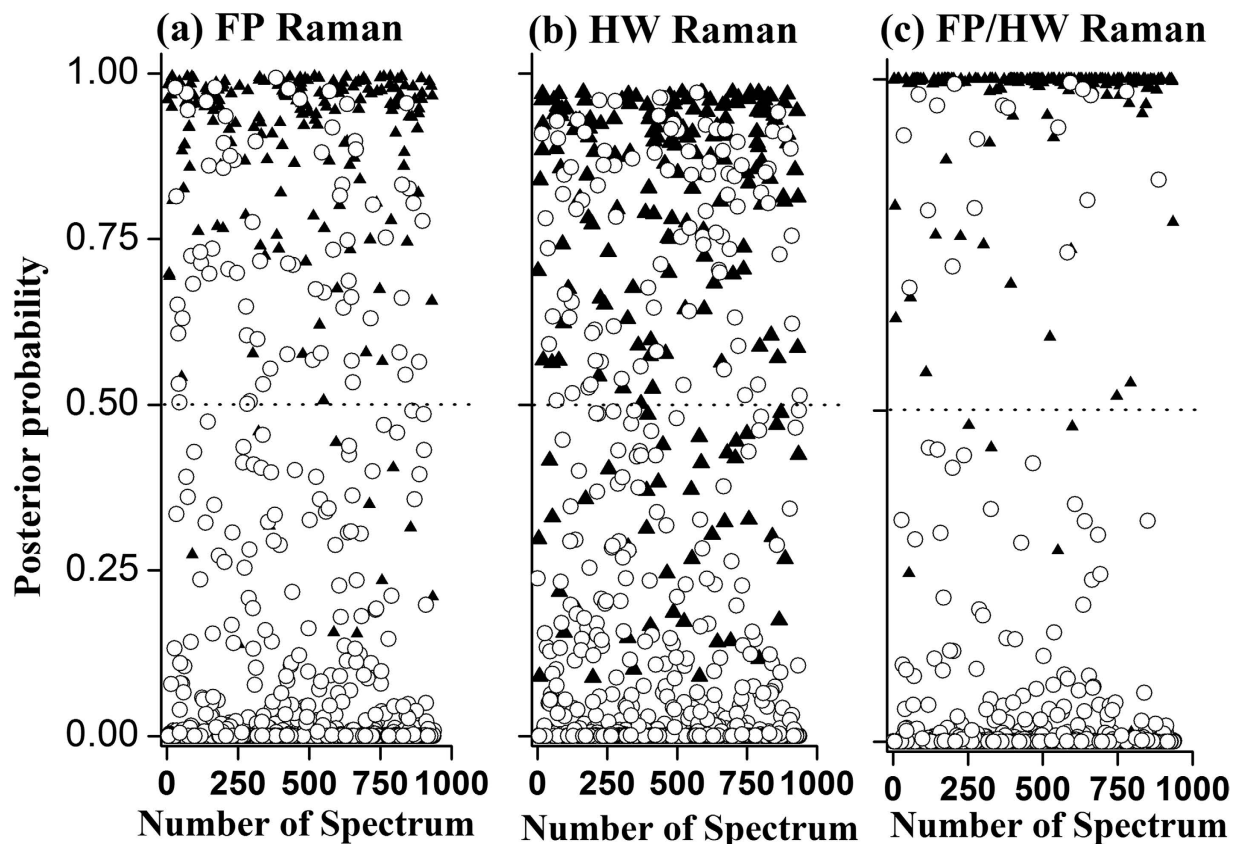 (a) FP Raman
(b) HW Raman
(c) FP/HW Raman
Posterior probability
1.00
0.75
0.50
0.25
0.00
0 250 500 750 1000
0 250 500 750 1000
0 250 500 750 1000
Number of Spectrum
Number of Spectrum
Number of Spectrum